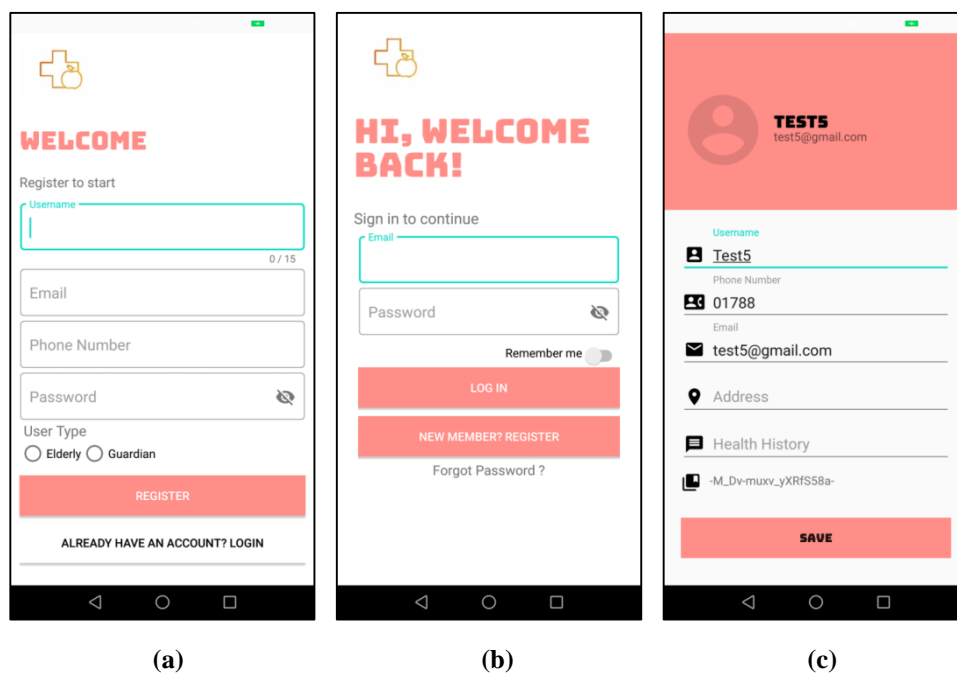 WELCOME
Register to start
Username
0 / 15
Email
Phone Number
Password
User Type
Elderly Guardian
REGISTER
ALREADY HAVE AN ACCOUNT? LOGIN
(a)
HI, WELCOME
BACK!
Sign in to continue
Email
Password
Remember me
LOG IN
NEW MEMBER? REGISTER
Forgot Password ?
(b)
TEST5
test5@gmail.com
Username
Test5
Phone Number
01788
Email
test5@gmail.com
Address
Health History
-M_Dv-muxv_yXRfS58a-
SAVE
(c)